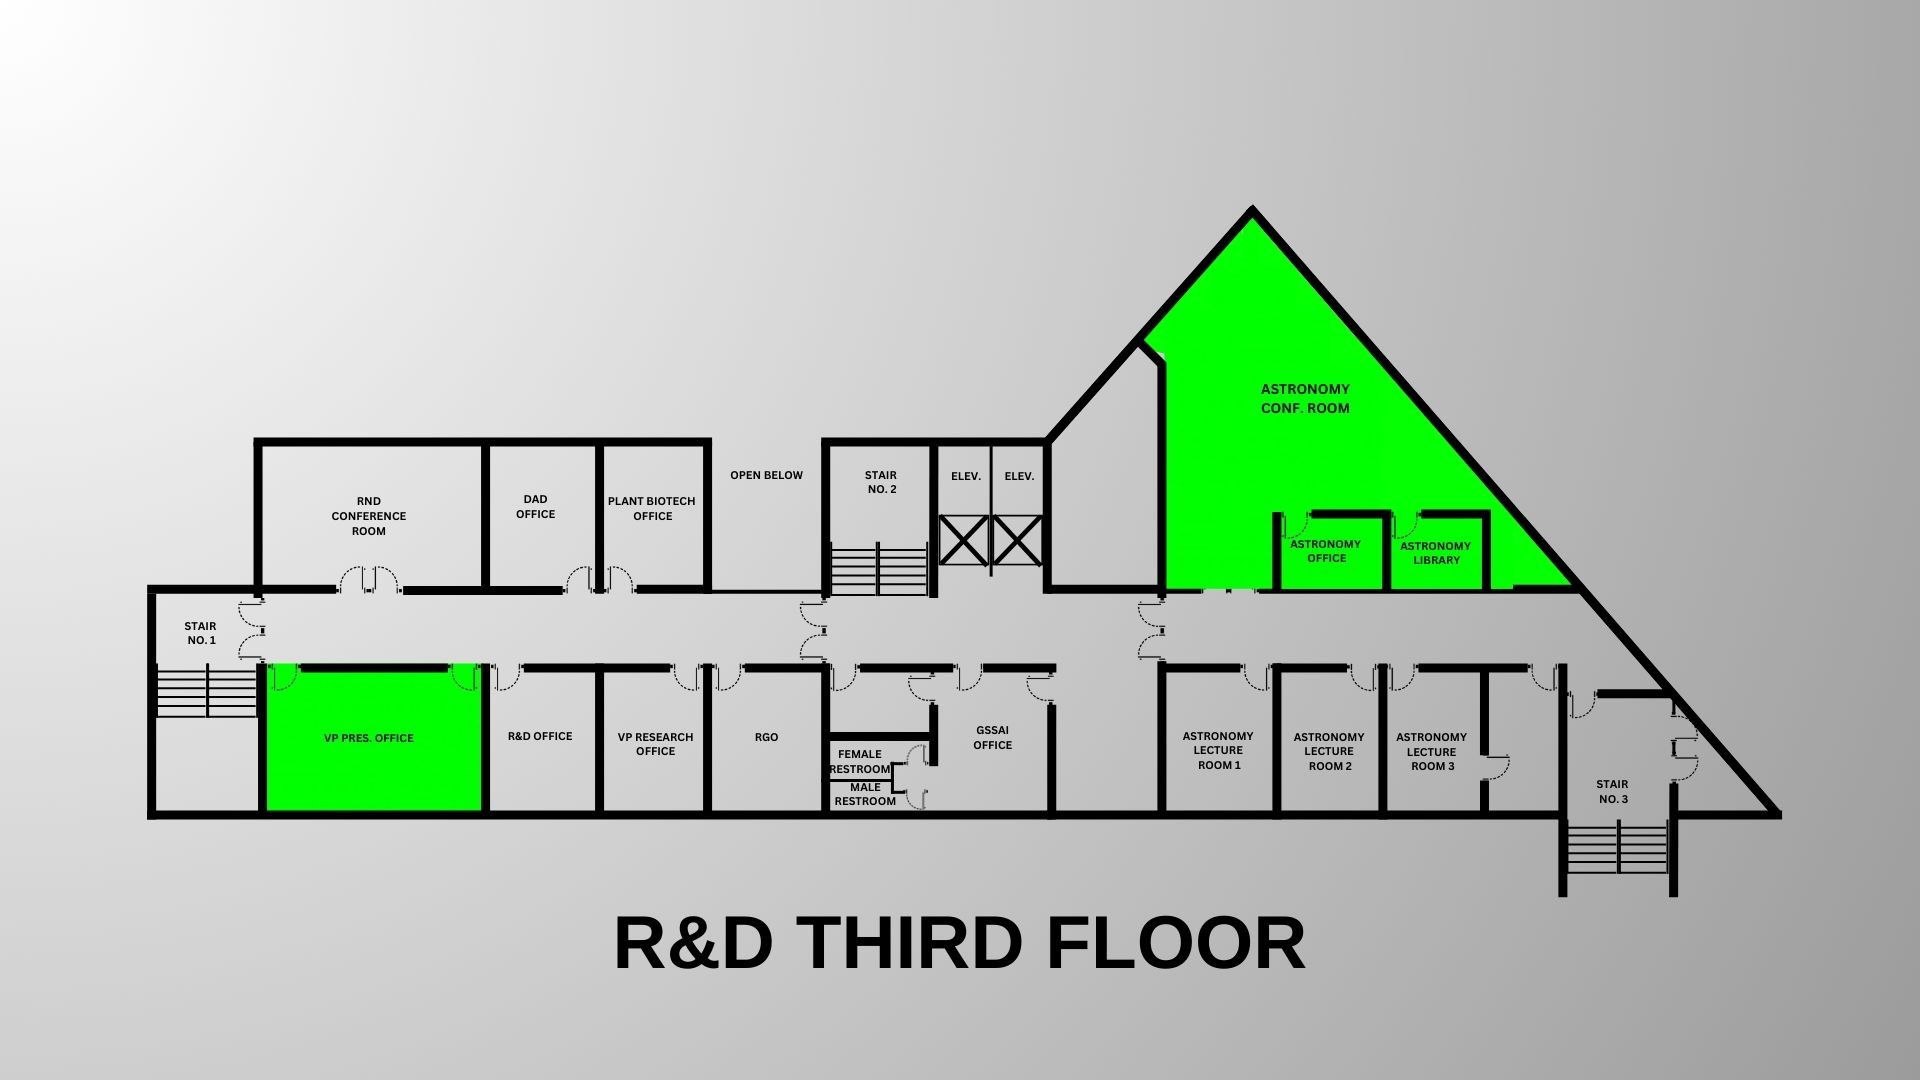 ASTRONOMY
CONF. ROOM
OPEN BELOW
STAIR
NO. 2
ELEV.
ELEV.
RND
CONFERENCE
ROOM
DAD
OFFICE
PLANT BIOTECH
OFFICE
ASTRONOMY
OFFICE
ASTRONOMY
LIBRARY
STAIR
NO. 1
VP PRES. OFFICE
R&D OFFICE
VP RESEARCH
OFFICE
RGO
FEMALE
RESTROOM
MALE
RESTROOM
GSSAI
OFFICE
ASTRONOMY
LECTURE
ROOM 1
ASTRONOMY
LECTURE
ROOM 2
ASTRONOMY
LECTURE
ROOM 3
STAIR
NO. 3
R&D THIRD FLOOR